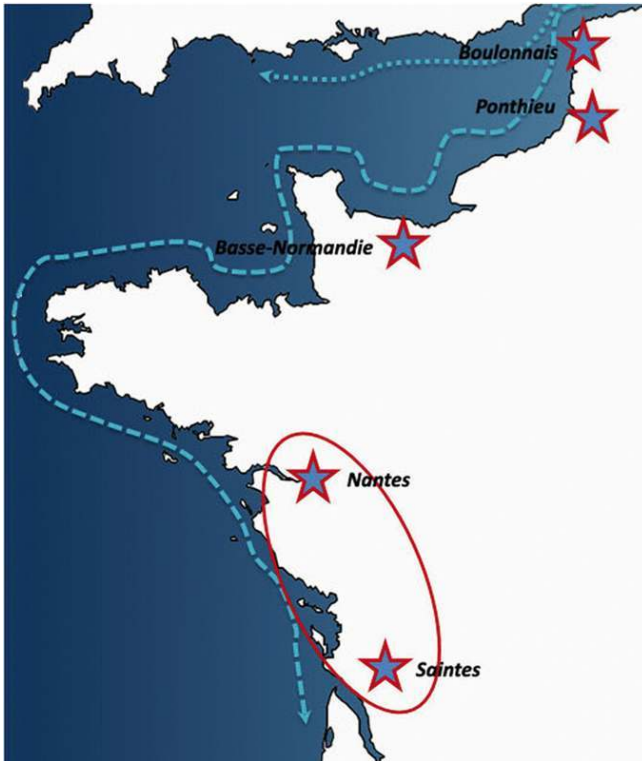 Boulonnais
Ponthieu
Basse-Normandie
Nantes
Saintes